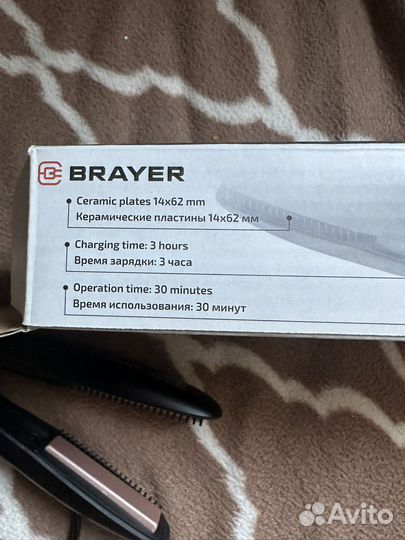 BRAYER
Ceramic plates 14x62 mm
Керамические пластины 14x62 мм
Charging time: 3 hours
Время зарядки: 3 часа
Operation time: 30 minutes
Время использования: 30 минут
Avito